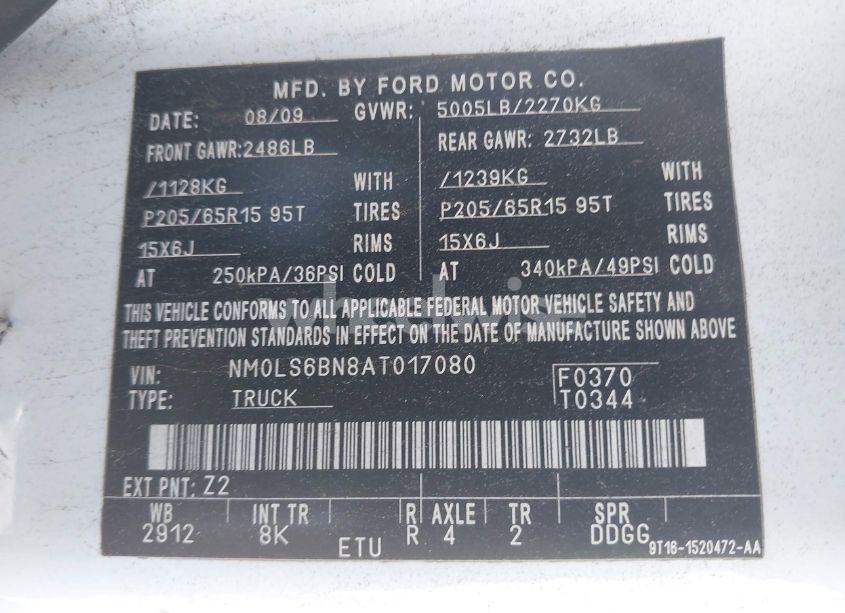 MFD. BY FORD MOTOR CO.
DATE: 08/09 GVWR: 5005LB/2270KG
FRONT GAWR:2486LB REAR GAWR: 2732LB
/1128KG WITH /1239KG WITH
P205/65R15 95T TIRES P205/65R15 95T TIRES
15X6J RIMS 15X6J RIMS
AT 250kPA/36PSI COLD AT 340kPA/49PSI COLD
THIS VEHICLE CONFORMS TO ALL APPLICABLE FEDERAL MOTOR VEHICLE SAFETY AND
THEFT PREVENTION STANDARDS IN EFFECT ON THE DATE OF MANUFACTURE SHOWN ABOVE
VIN: NM0LS6BN8AT017080 F0370
TYPE: TRUCK T0344
EXT PNT: Z2
WB INT TR R AXLE TR SPR
2912 8K R 4 2 DDGG
ETU 9T16-1520472-AA